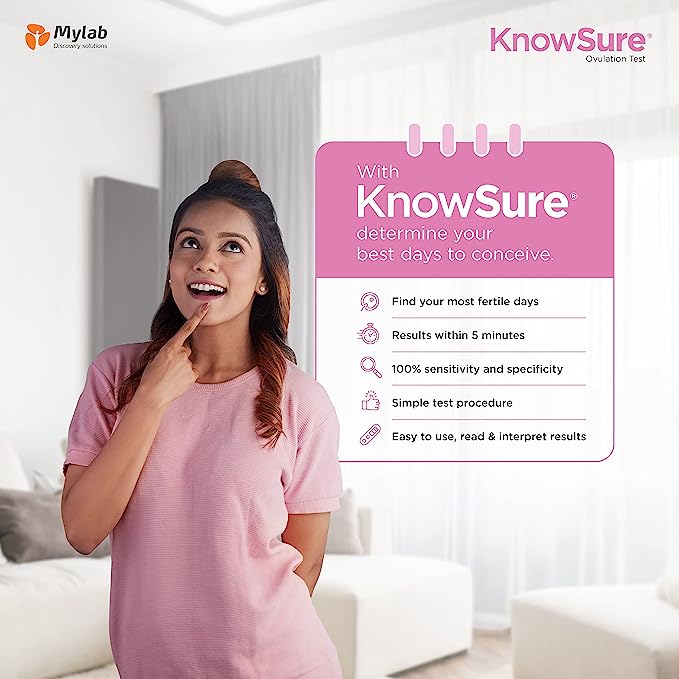 Mylab
Discovery solutions
KnowSure®
Ovulation Test
With
KnowSure®
determine your
best days to conceive.
Find your most fertile days
Results within 5 minutes
100% sensitivity and specificity
Simple test procedure
Easy to use, read & interpret results